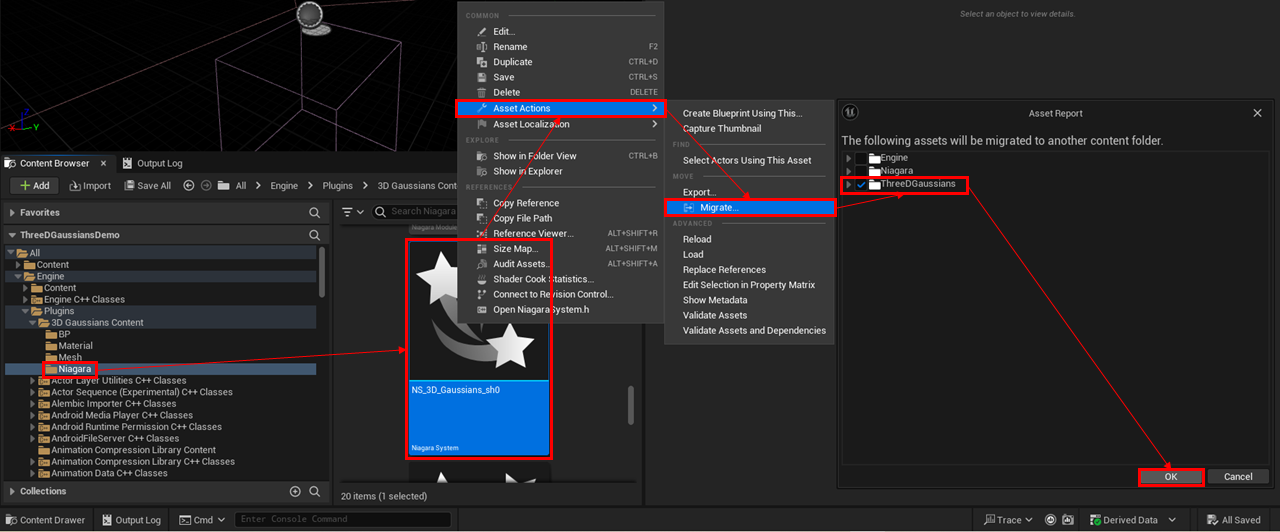 Select an object to view details.
Y
X
COMMON
Edit...
Rename F2
Duplicate CTRL+D
Save CTRL+S
Delete DELETE
Asset Actions
Asset Localization
EXPLORE
Show in Folder View CTRL+B
Show in Explorer
REFERENCES
Copy Reference
Copy File Path
Reference Viewer... ALT+SHIFT+R
Size Map... ALT+SHIFT+M
Audit Assets... ALT+SHIFT+A
Shader Cook Statistics...
Connect to Revision Control...
Open NiagaraSystem.h
Create Blueprint Using This...
Capture Thumbnail
FIND
Select Actors Using This Asset
MOVE
Export...
Migrate...
ADVANCED
Reload
Load
Replace References
Edit Selection in Property Matrix
Show Metadata
Validate Assets
Validate Assets and Dependencies
Asset Report
The following assets will be migrated to another content folder.
Engine
Niagara
ThreeDGaussians
OK
Cancel
Content Browser
Output Log
Add
Import
Save All
All
Engine
Plugins
3D Gaussians Cont
Favorites
ThreeDGaussiansDemo
All
Content
Engine
Content
Engine C++ Classes
Plugins
3D Gaussians Content
BP
Material
Mesh
Niagara
Actor Layer Utilities C++ Classes
Actor Sequence (Experimental) C++ Classes
Alembic Importer C++ Classes
Android Media Player C++ Classes
Android Runtime Permission C++ Classes
AndroidFileServer C++ Classes
Animation Compression Library Content
Animation Compression Library C++ Classes
Animation Data C++ Classes
Collections
Search Niagara
Niagara Module
NS_3D_Gaussians_sh0
Niagara System
20 items (1 selected)
Content Drawer
Output Log
Cmd
Enter Console Command
Trace
Derived Data
All Saved